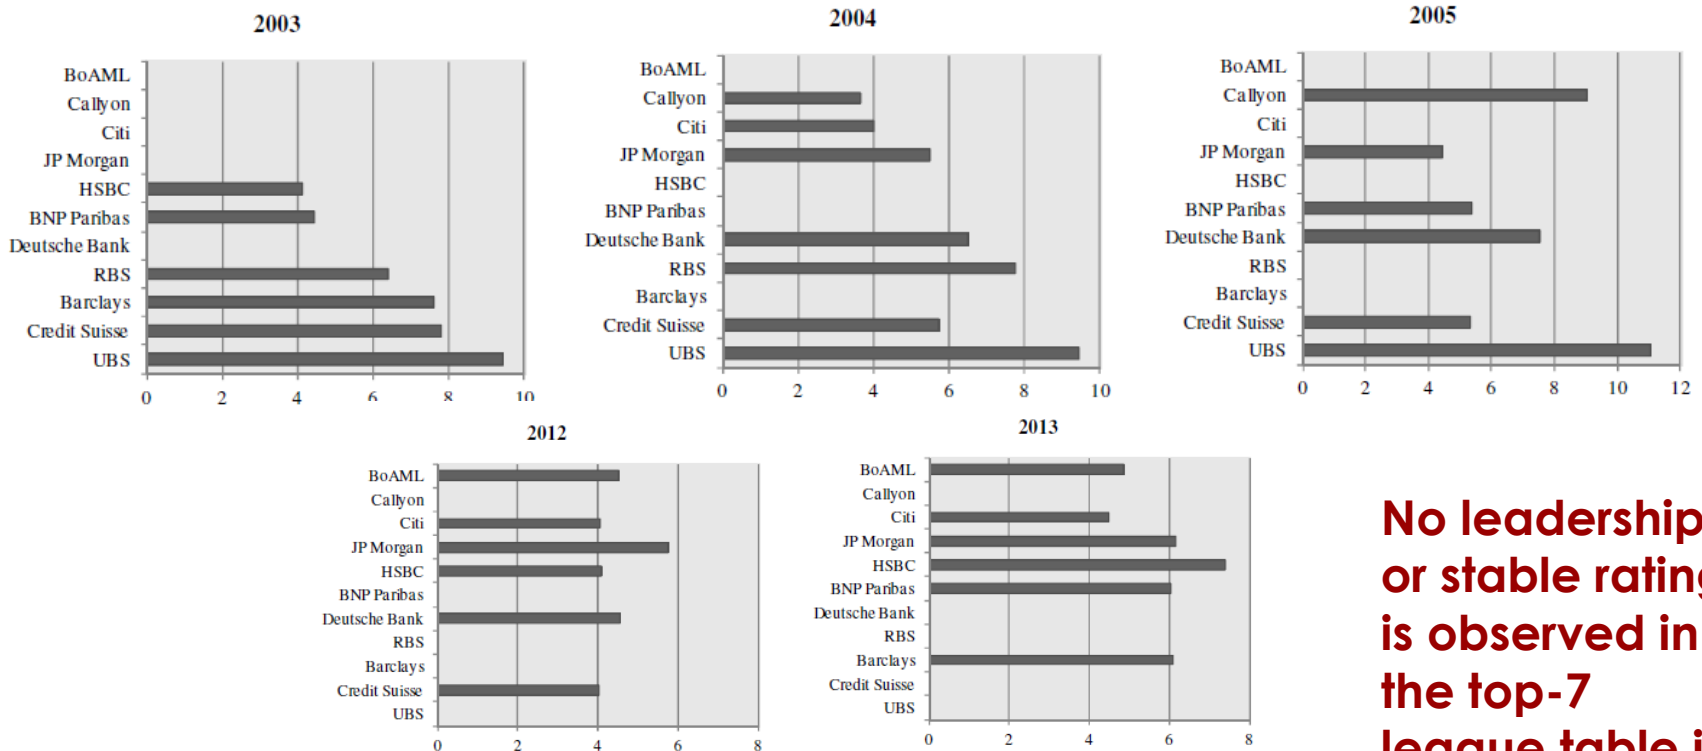 2003
BoAML
Callyon
Citi
JP Morgan
HSBC
BNP Paribas
Deutsche Bank
RBS
Barclays
Credit Suisse
UBS
0 2 4 6 8 10
2004
BoAML
Callyon
Citi
JP Morgan
HSBC
BNP Paribas
Deutsche Bank
RBS
Barclays
Credit Suisse
UBS
0 2 4 6 8 10
2005
BoAML
Callyon
Citi
JP Morgan
HSBC
BNP Paribas
Deutsche Bank
RBS
Barclays
Credit Suisse
UBS
0 2 4 6 8 10 12
2012
BoAML
Callyon
Citi
JP Morgan
HSBC
BNP Paribas
Deutsche Bank
RBS
Barclays
Credit Suisse
UBS
0 2 4 6 8
2013
BoAML
Callyon
Citi
JP Morgan
HSBC
BNP Paribas
Deutsche Bank
RBS
Barclays
Credit Suisse
UBS
0 2 4 6 8
No leadership
or stable rating
is observed in
the top-7
league table